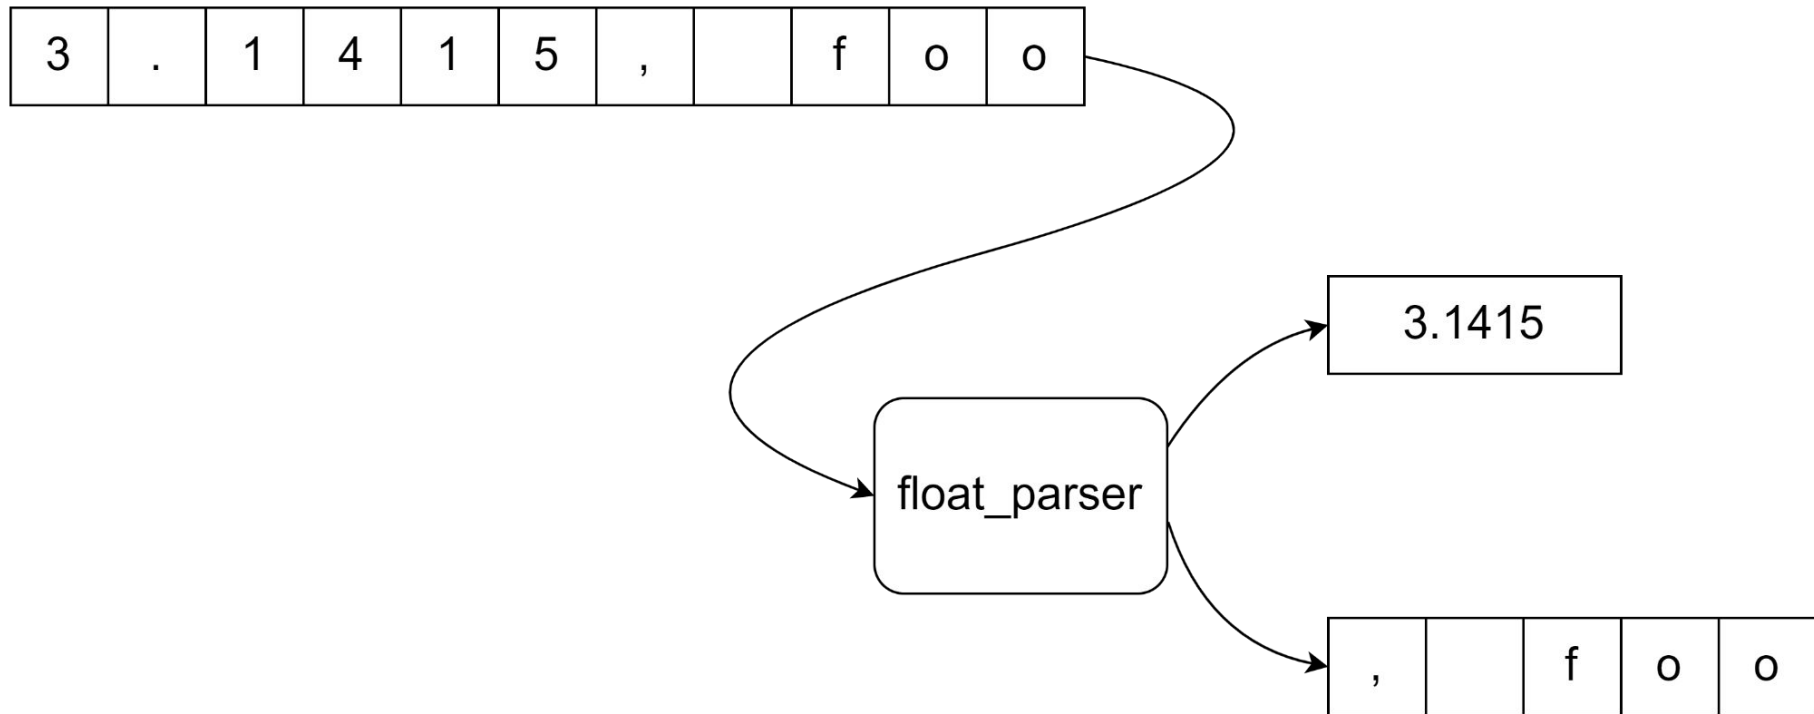 3 . 1 4 1 5 , f o o
3.1415
float_parser
, f o o